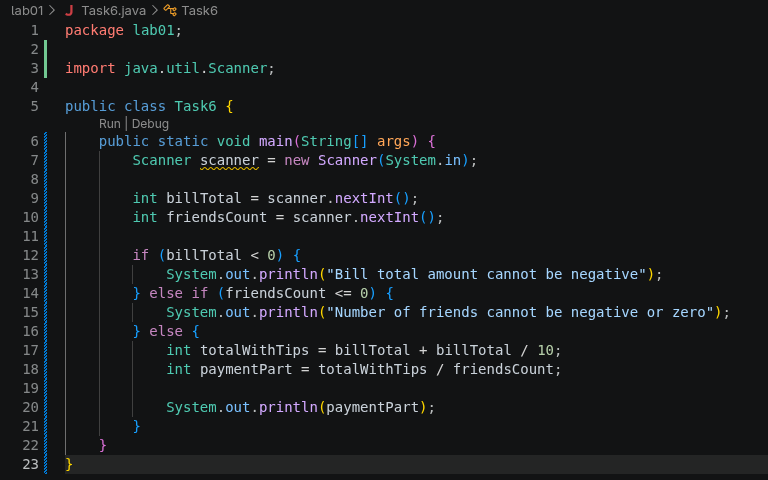 lab01 > J Task6.java > Task6
1 package lab01;
2
3 import java.util.Scanner;
4
5 public class Task6 {
Run | Debug
6 public static void main(String[] args) {
7 Scanner scanner = new Scanner(System.in);
8
9 int billTotal = scanner.nextInt();
10 int friendsCount = scanner.nextInt();
11
12 if (billTotal < 0) {
13 System.out.println("Bill total amount cannot be negative");
14 } else if (friendsCount <= 0) {
15 System.out.println("Number of friends cannot be negative or zero");
16 } else {
17 int totalWithTips = billTotal + billTotal / 10;
18 int paymentPart = totalWithTips / friendsCount;
19
20 System.out.println(paymentPart);
21 }
22 }
23 }